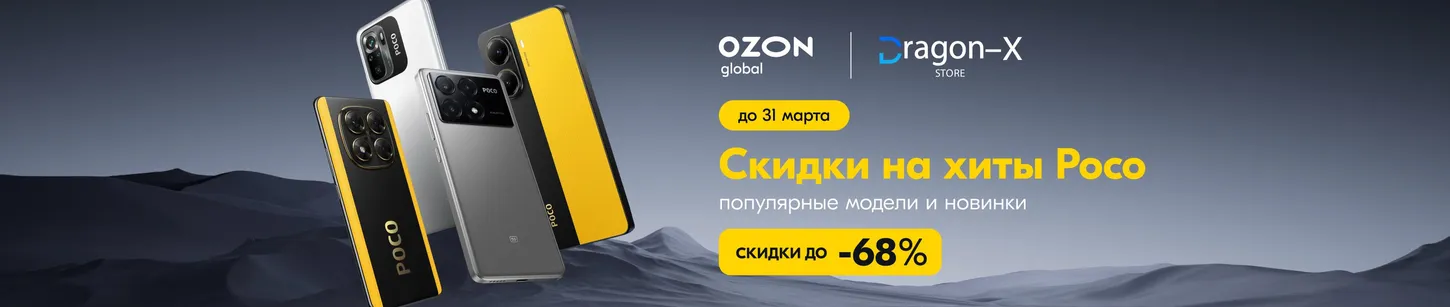 POCO
POCO
POCO
POCO
OZON
global
Dragon-X
STORE
до 31 марта
Скидки на хиты Poco
популярные модели и новинки
скидки до -68%